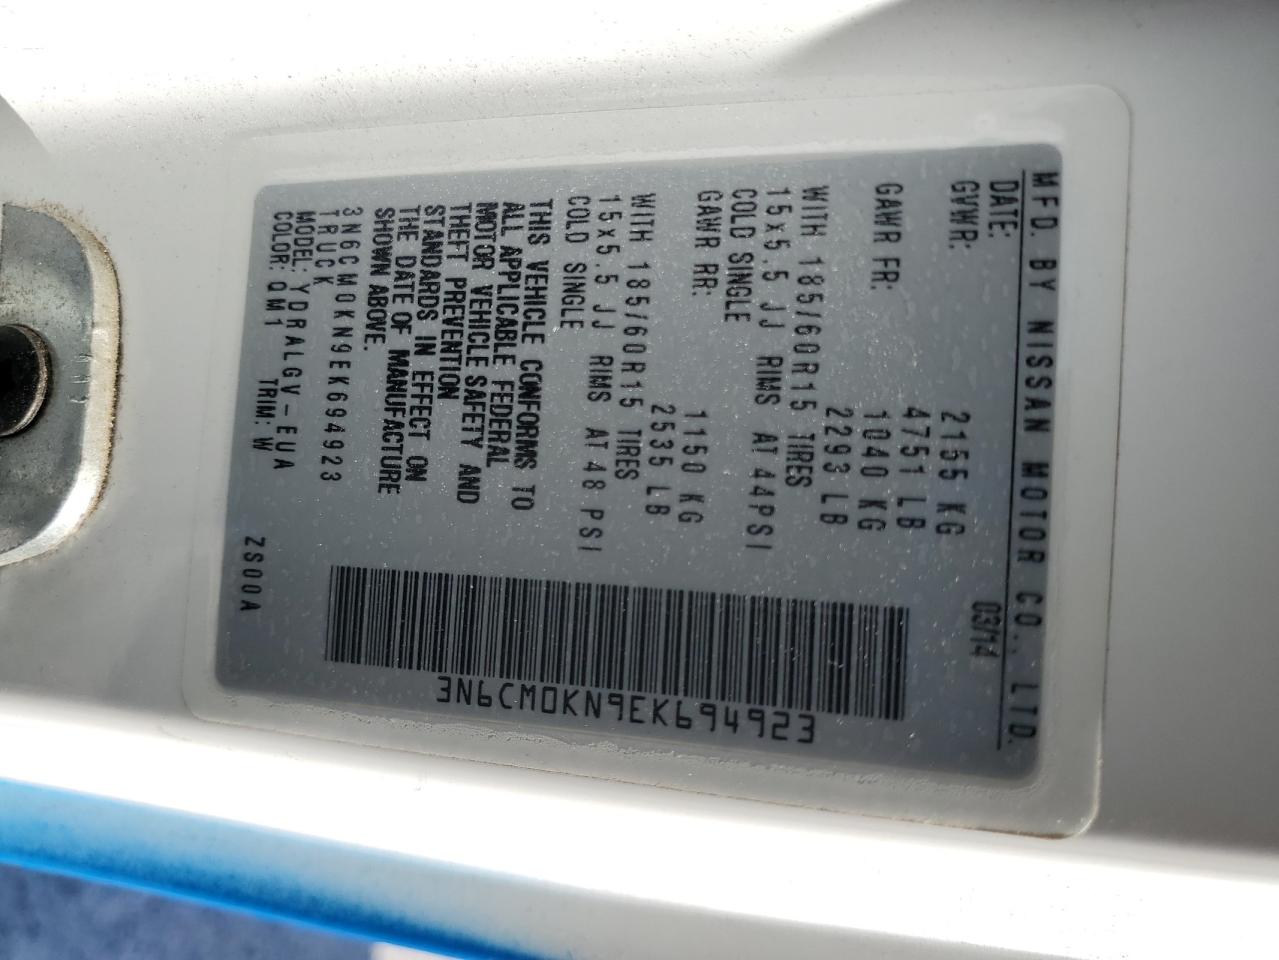 MFD. BY NISSAN MOTOR CO., LTD.
DATE: 03/14
GVWR: 2155 KG
4751 LB
GAWR FR: 1040 KG
2293 LB
WITH 185/60R15 TIRES
15x5.5 JJ RIMS AT 44PSI
COLD SINGLE
GAWR RR: 1150 KG
2535 LB
WITH 185/60R15 TIRES
15x5.5 JJ RIMS AT 48 PSI
COLD SINGLE
THIS VEHICLE CONFORMS TO
ALL APPLICABLE FEDERAL
MOTOR VEHICLE SAFETY AND
THEFT PREVENTION
STANDARDS IN EFFECT ON
THE DATE OF MANUFACTURE
SHOWN ABOVE.
3N6CM0KN9EK694923
TRUCK
MODEL: YDRALGV-EUA
COLOR: QM1 TRIM: W
ZS00A
3N6CM0KN9EK694923